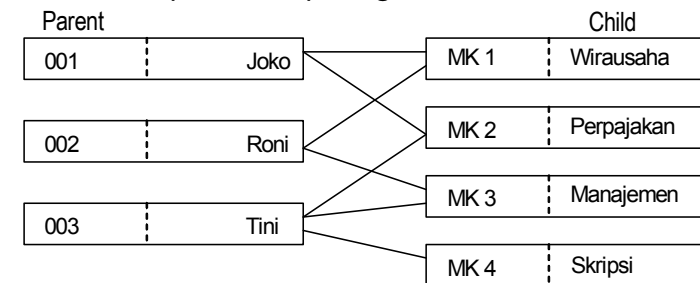 Parent Child
001 Joko MK 1 Wirausaha
002 Roni MK 2 Perpajakan
003 Tini MK 3 Manajemen
MK 4 Skripsi